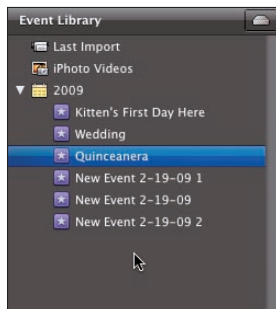 Event Library
Last Import
iPhoto Videos
2009
Kitten's First Day Here
Wedding
Quinceanera
New Event 2-19-09 1
New Event 2-19-09
New Event 2-19-09 2